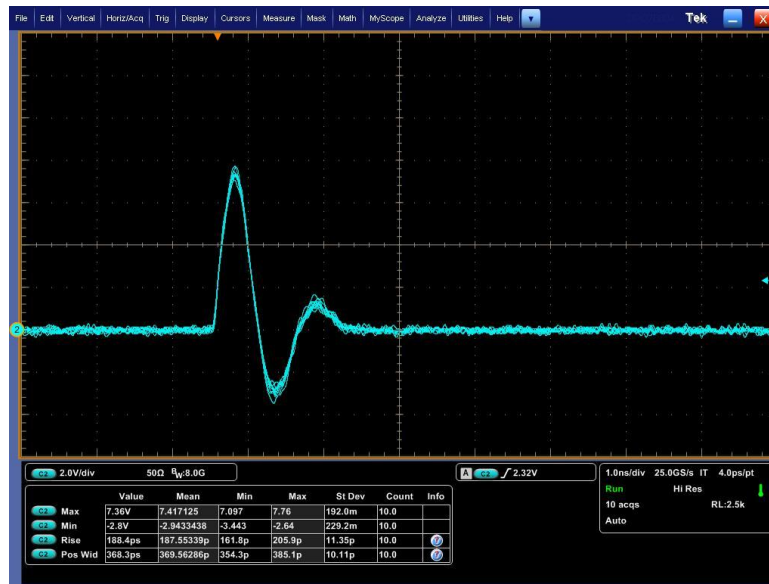 File Edit Vertical Horiz/Acq Trig Display Cursors Measure Mask Math MyScope Analyze Utilities Help Tek X
2
C2 2.0V/div 50Ω BW:8.0G
A C2 2.32V
1.0ns/div 25.0GS/s IT 4.0ps/pt
Run Hi Res
10 acqs RL:2.5k
Auto
Value Mean Min Max St Dev Count Info
C2 Max 7.36V 7.417125 7.097 7.76 192.0m 10.0
C2 Min -2.8V -2.9433438 -3.443 -2.64 229.2m 10.0
C2 Rise 188.4ps 187.55339p 161.8p 205.9p 11.35p 10.0
C2 Pos Wid 368.3ps 369.56286p 354.3p 385.1p 10.11p 10.0